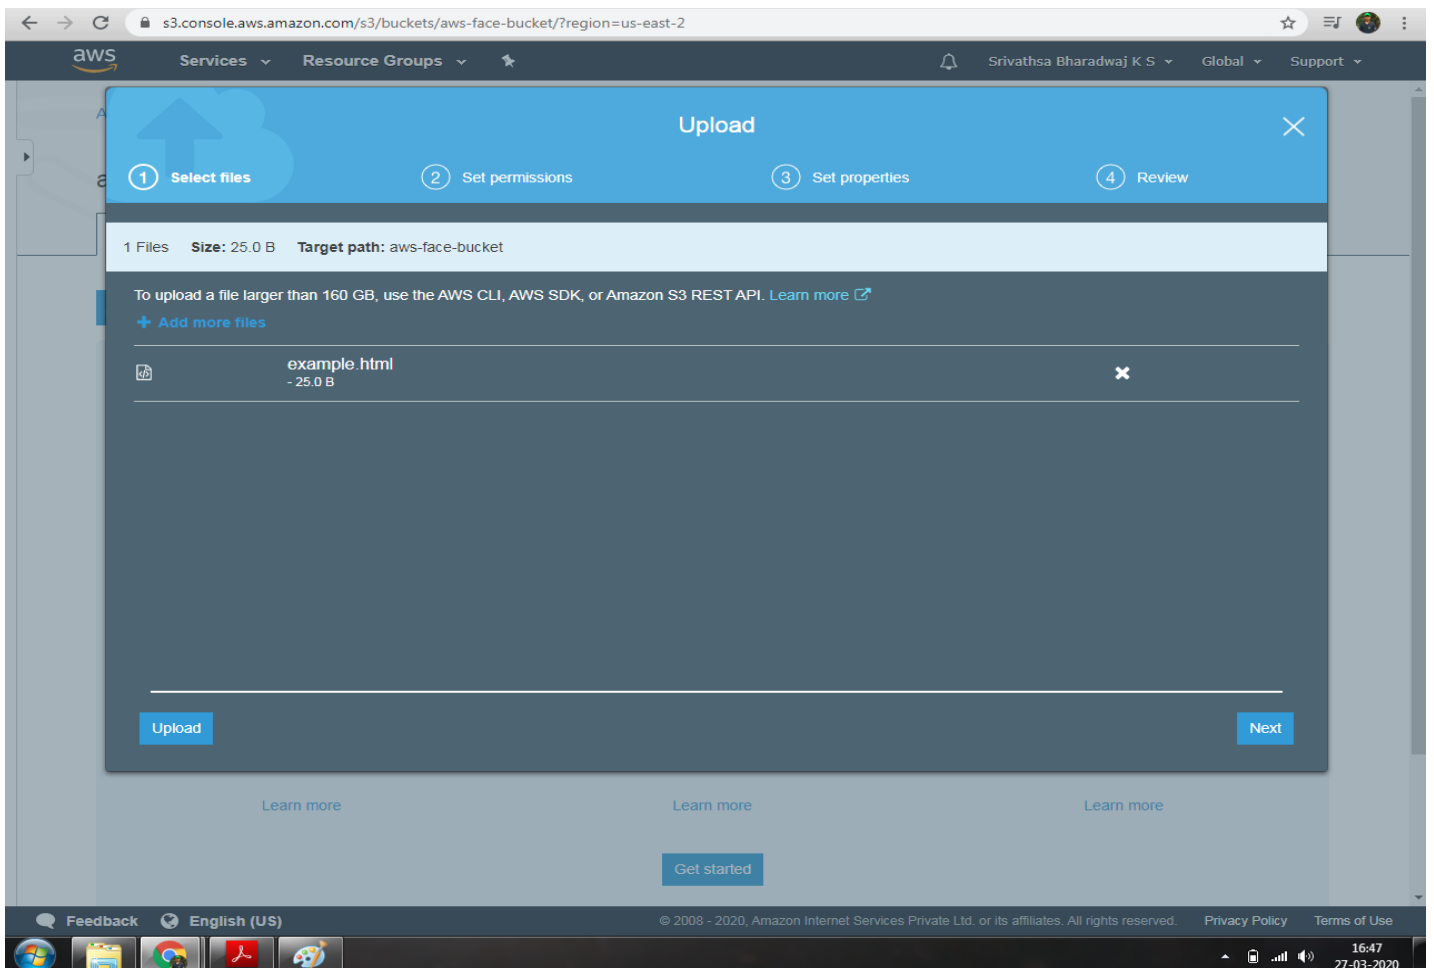 s3.console.aws.amazon.com/s3/buckets/aws-face-bucket/?region=us-east-2
aws Services Resource Groups Srivathsa Bharadwaj K S Global Support
Upload
1 Select files 2 Set permissions 3 Set properties 4 Review
1 Files Size: 25.0 B Target path: aws-face-bucket
To upload a file larger than 160 GB, use the AWS CLI, AWS SDK, or Amazon S3 REST API. Learn more
Add more files
example.html
- 25.0 B
Upload Next
Learn more Learn more Learn more
Get started
Feedback English (US) © 2008 - 2020, Amazon Internet Services Private Ltd. or its affiliates. All rights reserved. Privacy Policy Terms of Use
16:47
27-03-2020